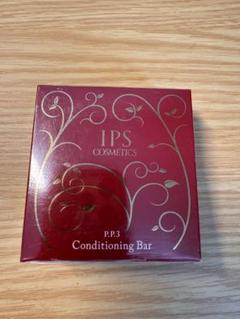 IPS
COSMETICS
P.P.3
Conditioning Bar